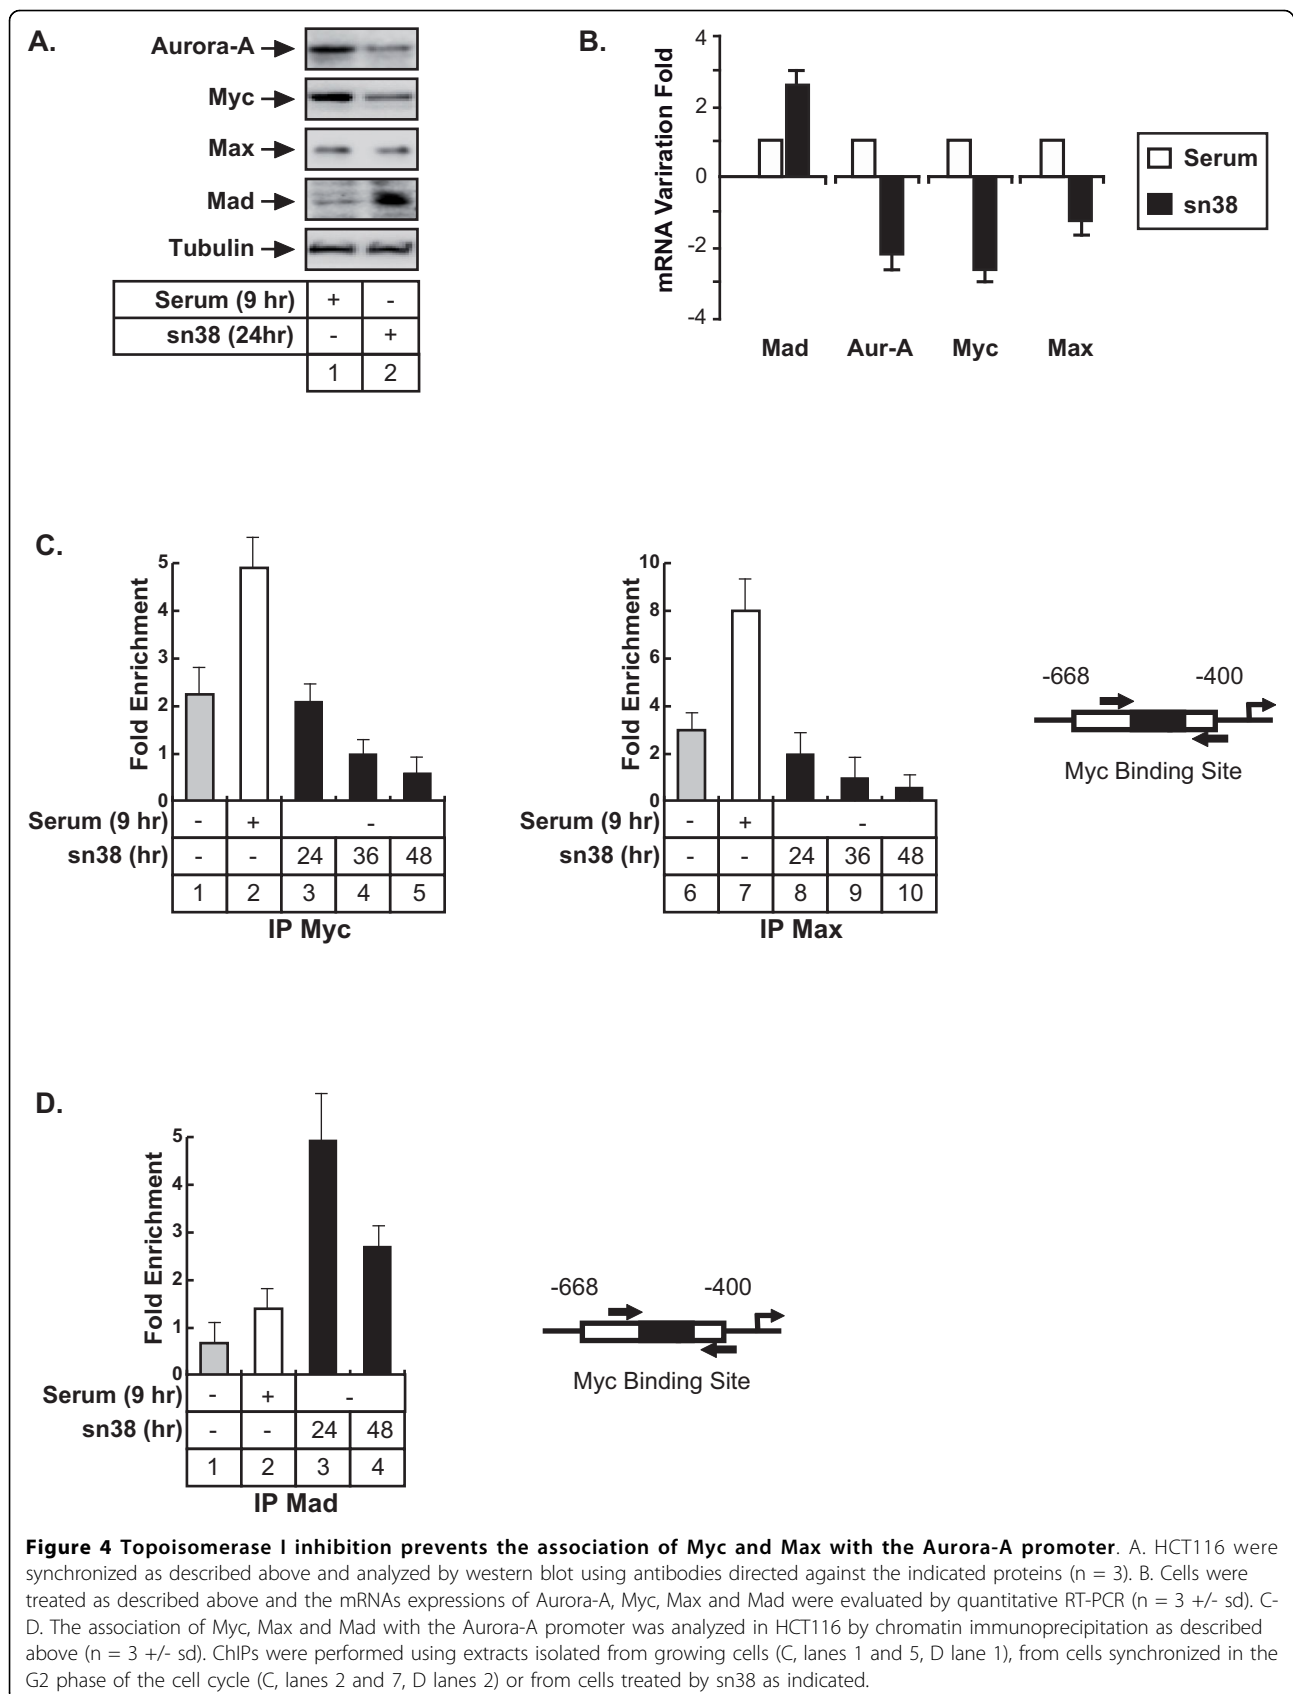 A.
Aurora-A
Myc
Max
Mad
Tubulin
Serum (9 hr) + -
sn38 (24hr) - +
1 2
B.
mRNA Variration Fold
4
2
0
-2
-4
Mad Aur-A Myc Max
Serum
sn38
C.
Fold Enrichment
5
4
3
2
1
0
Serum (9 hr) - + -
sn38 (hr) - - 24 36 48
1 2 3 4 5
IP Myc
Fold Enrichment
10
8
6
4
2
0
Serum (9 hr) - + -
sn38 (hr) - - 24 36 48
6 7 8 9 10
IP Max
-668 -400
Myc Binding Site
D.
Fold Enrichment
5
4
3
2
1
0
Serum (9 hr) - + -
sn38 (hr) - - 24 48
1 2 3 4
IP Mad
-668 -400
Myc Binding Site
Figure 4 Topoisomerase I inhibition prevents the association of Myc and Max with the Aurora-A promoter. A. HCT116 were
synchronized as described above and analyzed by western blot using antibodies directed against the indicated proteins (n = 3). B. Cells were
treated as described above and the mRNAs expressions of Aurora-A, Myc, Max and Mad were evaluated by quantitative RT-PCR (n = 3 +/- sd). C-
D. The association of Myc, Max and Mad with the Aurora-A promoter was analyzed in HCT116 by chromatin immunoprecipitation as described
above (n = 3 +/- sd). ChIPs were performed using extracts isolated from growing cells (C, lanes 1 and 5, D lane 1), from cells synchronized in the
G2 phase of the cell cycle (C, lanes 2 and 7, D lanes 2) or from cells treated by sn38 as indicated.